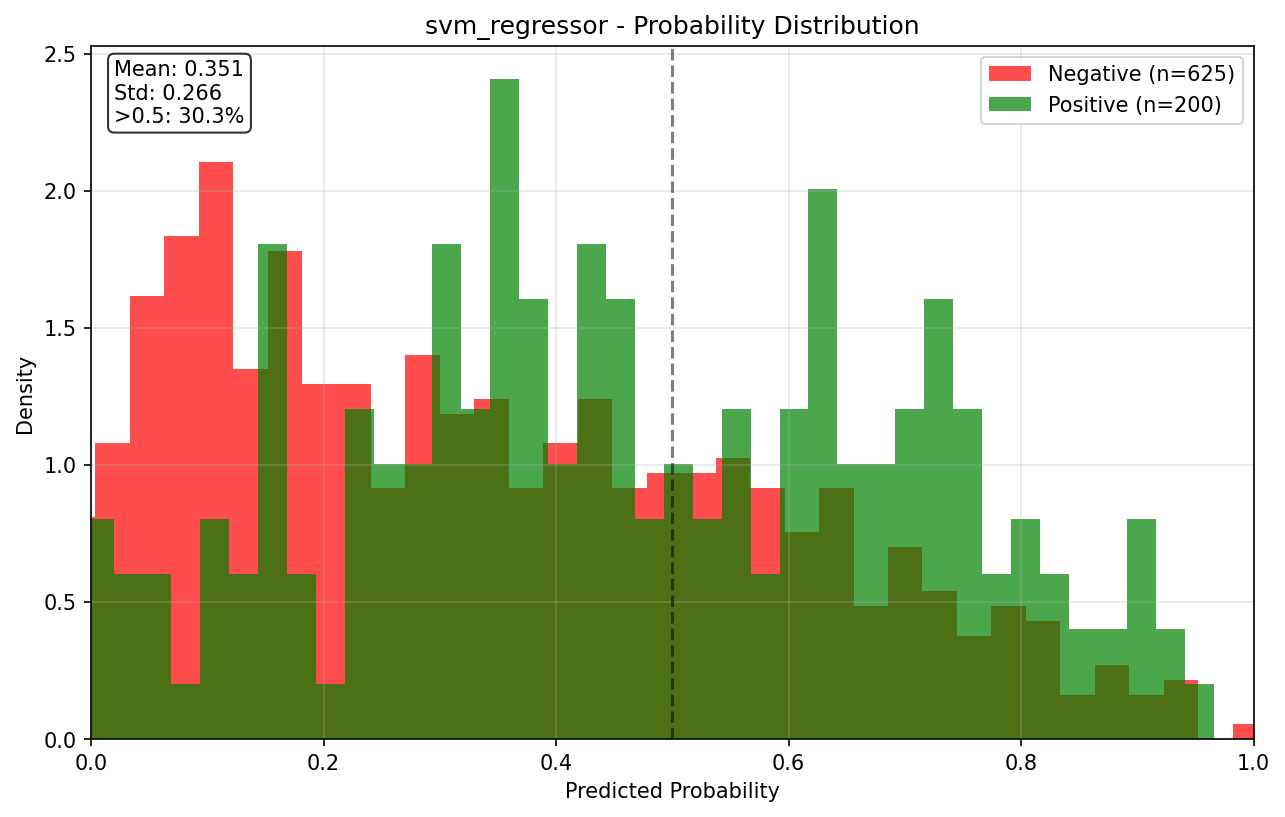 svm_regressor - Probability Distribution
Mean: 0.351
Std: 0.266
>0.5: 30.3%
Negative (n=625)
Positive (n=200)
Density
2.5
2.0
1.5
1.0
0.5
0.0
0.0 0.2 0.4 0.6 0.8 1.0
Predicted Probability